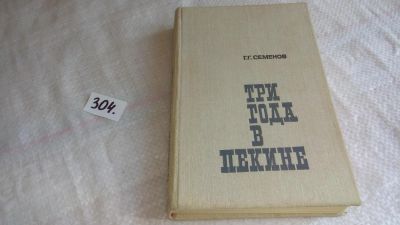 304.
Г.Г. СЕМЕНОВ
ТРИ
ГОДА
В
ПЕКИНЕ